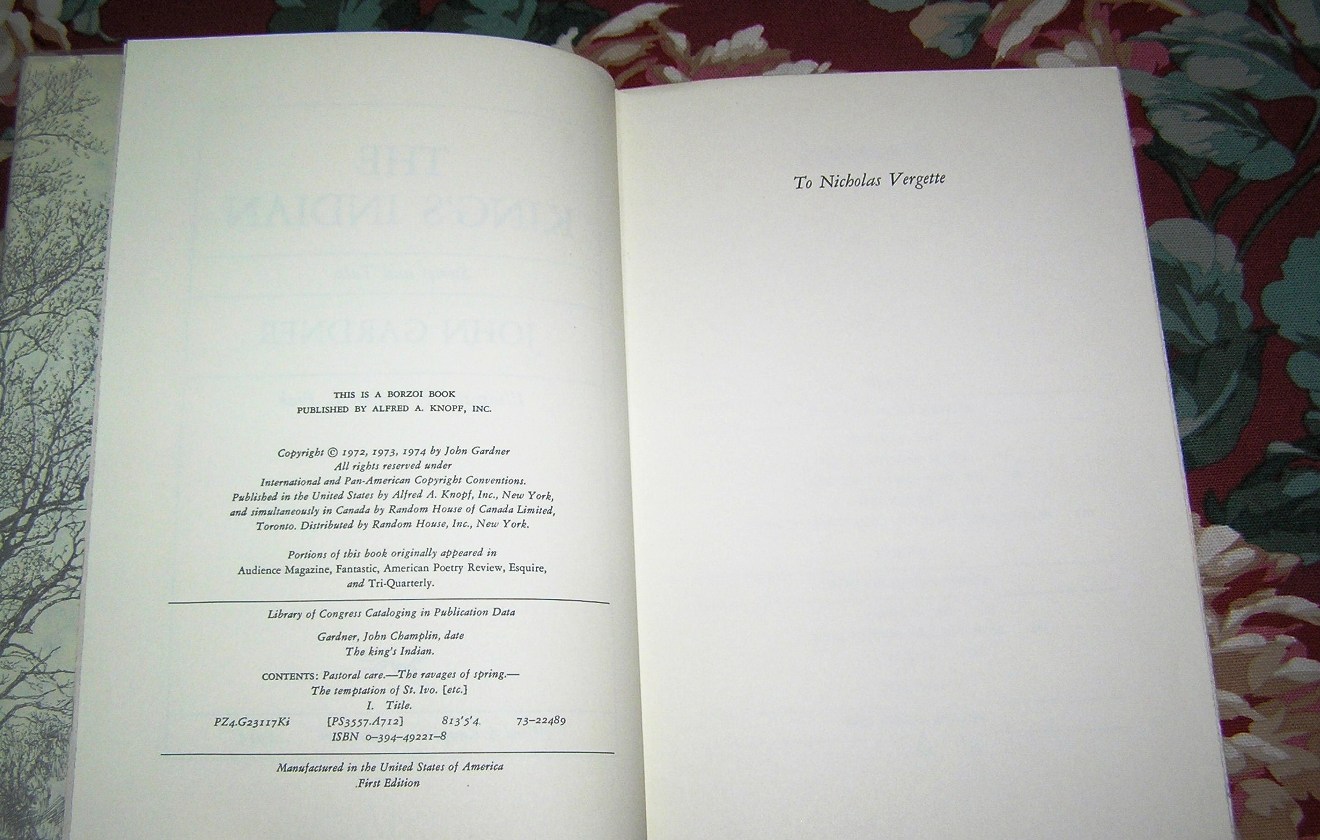 THIS IS A BORZOI BOOK
PUBLISHED BY ALFRED A. KNOPF, INC.
Copyright © 1972, 1973, 1974 by John Gardner
All rights reserved under
International and Pan-American Copyright Conventions.
Published in the United States by Alfred A. Knopf, Inc., New York,
and simultaneously in Canada by Random House of Canada Limited,
Toronto. Distributed by Random House, Inc., New York.
Portions of this book originally appeared in
Audience Magazine, Fantastic, American Poetry Review, Esquire,
and Tri-Quarterly.
Library of Congress Cataloging in Publication Data
Gardner, John Champlin, date
The king's Indian.
CONTENTS: Pastoral care.—The ravages of spring.—
The temptation of St. Ivo. [etc.]
I. Title.
PZ4.G23117Ki [PS3557.A712] 813'5'4 73–22489
ISBN 0–394–49221–8
Manufactured in the United States of America
First Edition
To Nicholas Vergette
THE
KING'S INDIAN
JOHN GARDNER